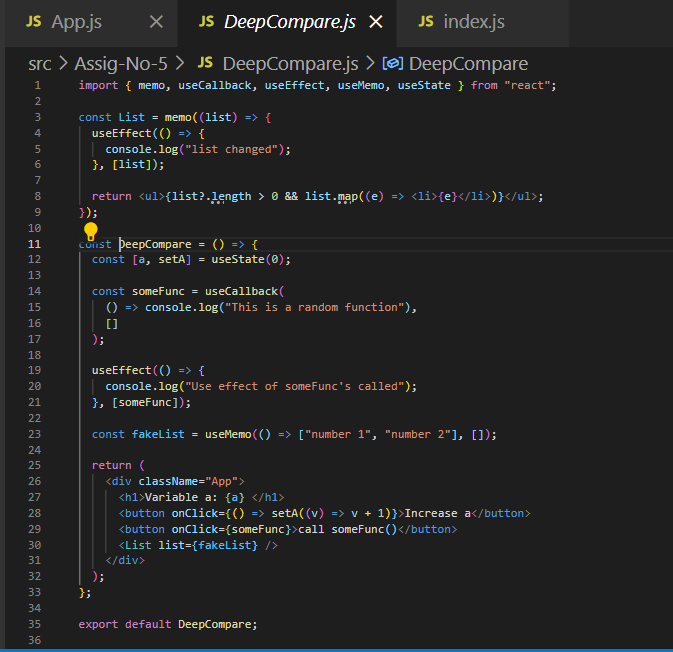 JS App.js × JS DeepCompare.js × JS index.js
src > Assig-No-5 > JS DeepCompare.js > DeepCompare
1 import { memo, useCallback, useEffect, useMemo, useState } from "react";
2
3 const List = memo((list) => {
4   useEffect(() => {
5     console.log("list changed");
6   }, [list]);
7
8   return <ul>{list?.length > 0 && list.map((e) => <li>{e}</li>)}</ul>;
9 });
10
11 const DeepCompare = () => {
12   const [a, setA] = useState(0);
13
14   const someFunc = useCallback(
15     () => console.log("This is a random function"),
16     []
17   );
18
19   useEffect(() => {
20     console.log("Use effect of someFunc's called");
21   }, [someFunc]);
22
23   const fakeList = useMemo(() => ["number 1", "number 2"], []);
24
25   return (
26     <div className="App">
27       <h1>Variable a: {a} </h1>
28       <button onClick={() => setA((v) => v + 1)}>Increase a</button>
29       <button onClick={someFunc}>call someFunc()</button>
30       <List list={fakeList} />
31     </div>
32   );
33 };
34
35 export default DeepCompare;
36